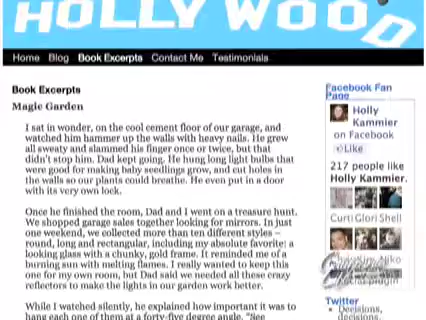 HOLLYWOOD
Home Blog Book Excerpts Contact Me Testimonials
Book Excerpts
Magic Garden
I sat in wonder, on the cool cement floor of our garage, and
watched him hammer up the walls with heavy nails. He grew
all sweaty and slammed his finger once or twice, but that
didn't stop him. Dad kept going. He hung long light bulbs that
were good for making baby seedlings grow, and cut holes in
the walls so our plants could breathe. He even put in a door
with its very own lock.
Once he finished the room, Dad and I went on a treasure hunt.
We shopped garage sales together looking for mirrors. In just
one weekend, we collected more than ten different styles –
round, long and rectangular, including my absolute favorite: a
looking glass with a chunky, gold frame. It reminded me of a
burning sun with melting flames. I really wanted to keep this
one for my own room, but Dad said we needed all these crazy
reflectors to make the lights in our garden work better.
While I watched silently, he explained how important it was to
hang each one of them at a forty-five degree angle. "See
Facebook Fan
Page
Holly
Kammier
on Facebook
Like
217 people like
Holly Kammier.
Curti Glori Shell
Niko
social plugin
Twitter
Decisions,
decisions.